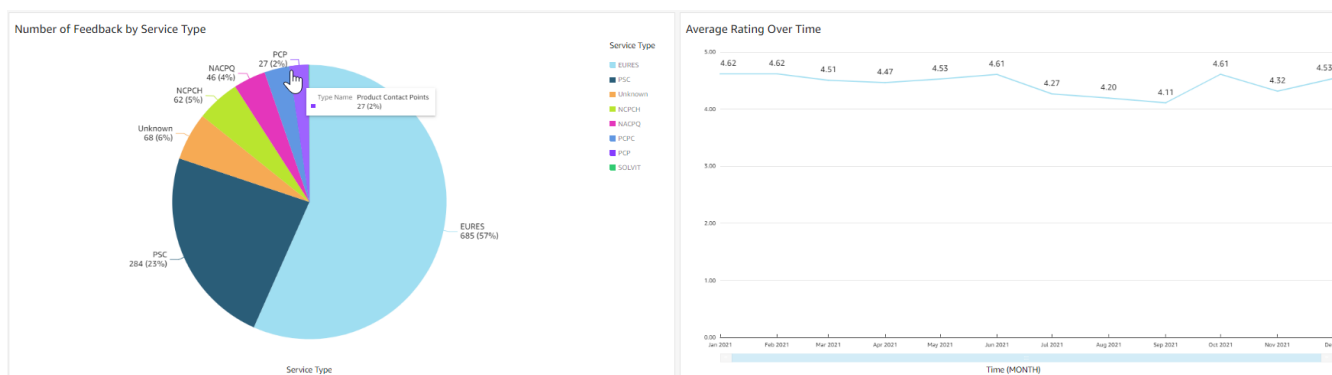 Number of Feedback by Service Type
PCP
27 (2%)
NACPQ
46 (4%)
NCPCH
62 (5%)
Unknown
68 (6%)
PSC
284 (23%)
EURES
685 (57%)
Type Name Product Contact Points
27 (2%)
Service Type
Service Type
EURES
PSC
Unknown
NCPCH
NACPQ
PCPC
PCP
SOLVIT
Average Rating Over Time
5.00
4.00
3.00
2.00
1.00
0.00
4.62 4.62 4.51 4.47 4.53 4.61 4.27 4.20 4.11 4.61 4.32 4.53
Jan 2021 Feb 2021 Mar 2021 Apr 2021 May 2021 Jun 2021 Jul 2021 Aug 2021 Sep 2021 Oct 2021 Nov 2021 De
Time (MONTH)